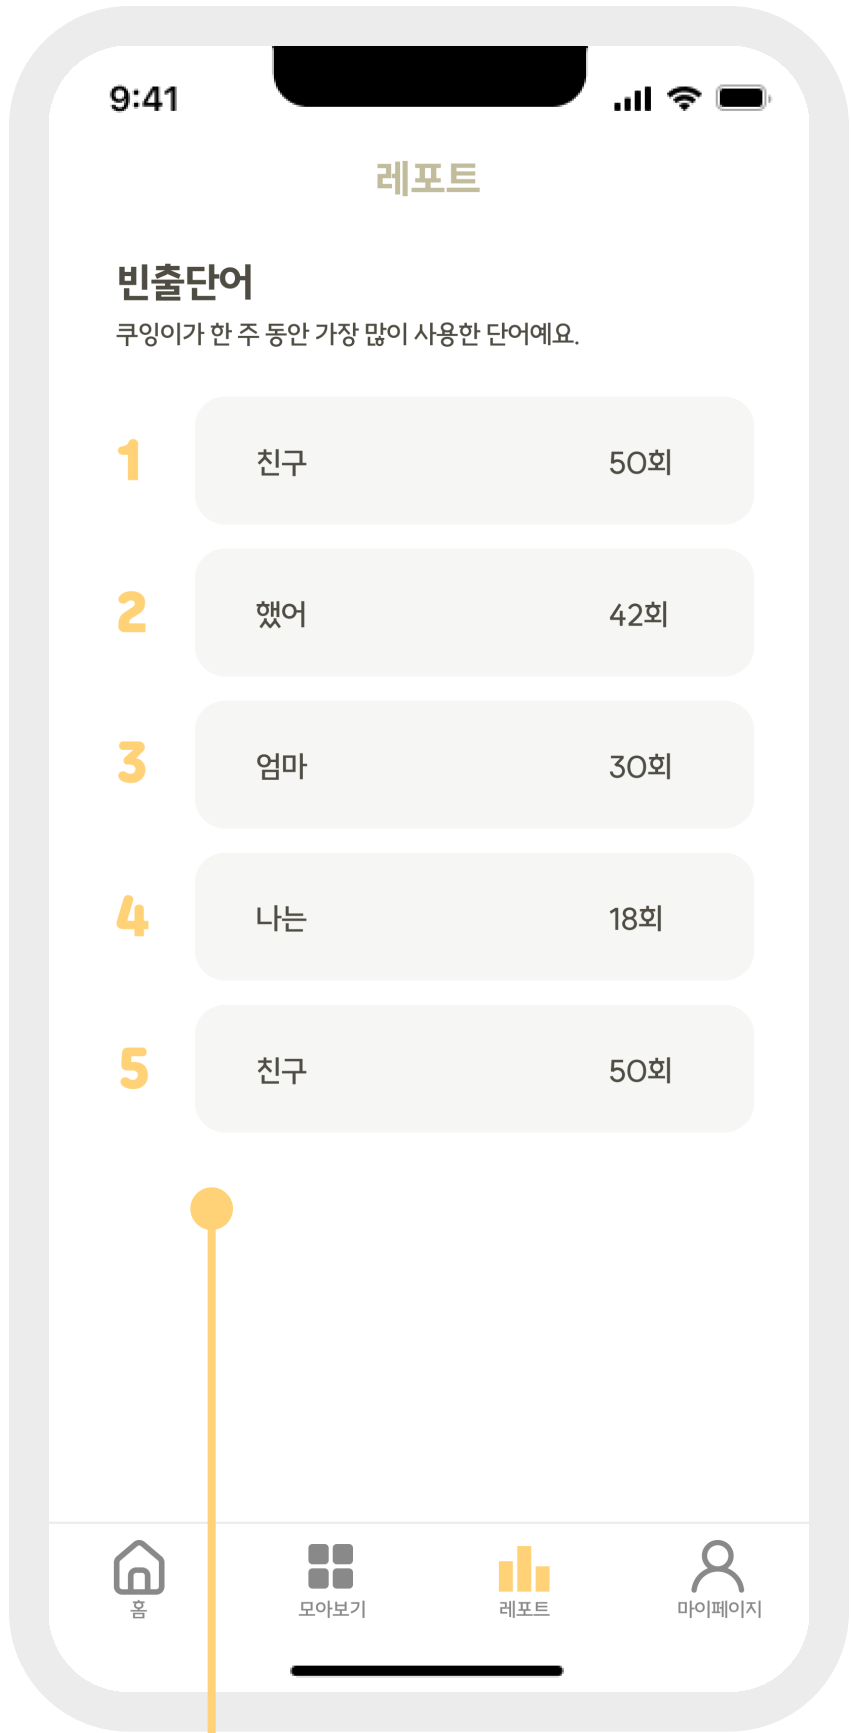 9:41
레포트
빈출단어
쿠잉이가 한 주 동안 가장 많이 사용한 단어예요.
1 친구 50회
2 했어 42회
3 엄마 30회
4 나는 18회
5 친구 50회
홈 모아보기 레포트 마이페이지